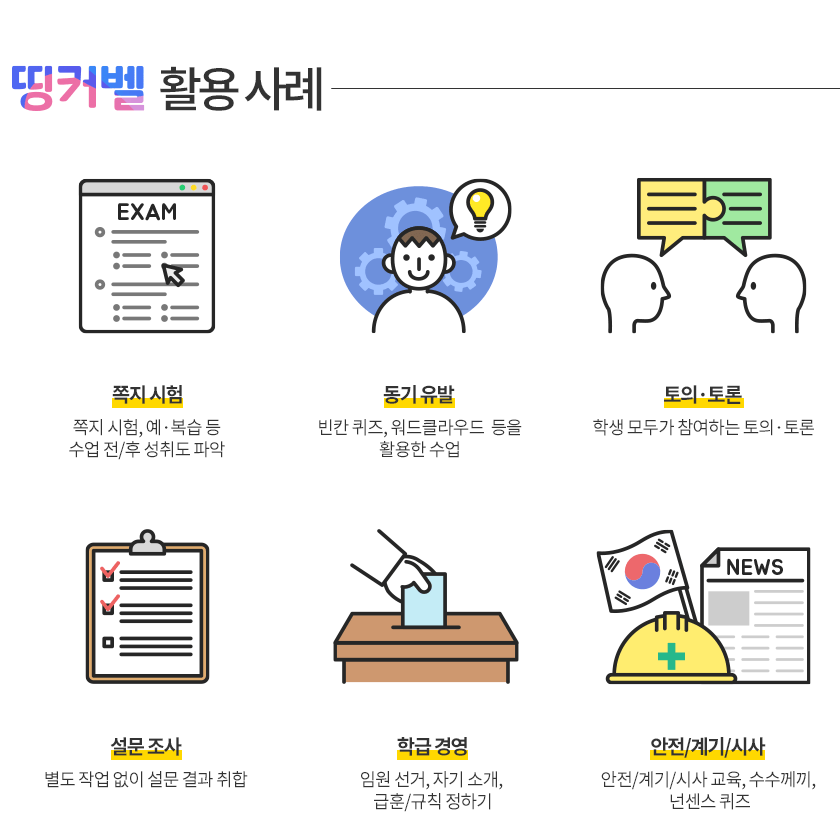 띵커벨 활용 사례
EXAM
쪽지 시험
쪽지 시험, 예·복습 등
수업 전/후 성취도 파악
동기 유발
빈칸 퀴즈, 워드클라우드 등을
활용한 수업
토의·토론
학생 모두가 참여하는 토의·토론
설문 조사
별도 작업 없이 설문 결과 취합
학급 경영
임원 선거, 자기 소개,
급훈/규칙 정하기
NEWS
안전/계기/시사
안전/계기/시사 교육, 수수께끼,
넌센스 퀴즈